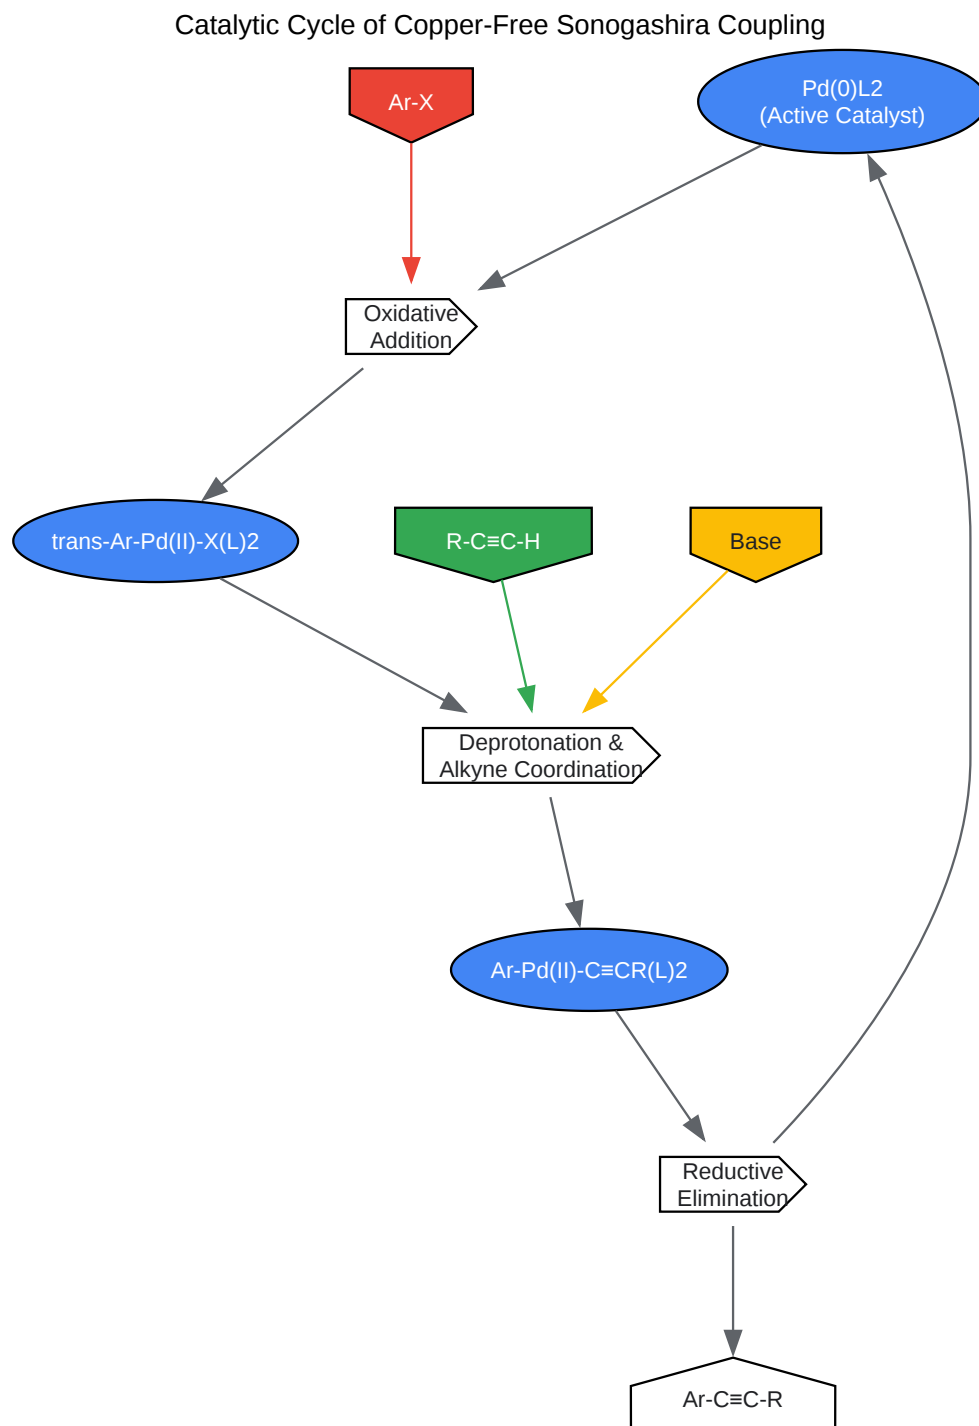 Catalytic Cycle of Copper-Free Sonogashira Coupling
Ar-X
Pd(0)L2
(Active Catalyst)
Oxidative
Addition
trans-Ar-Pd(II)-X(L)2
R-C≡C-H
Base
Deprotonation &
Alkyne Coordination
Ar-Pd(II)-C≡CR(L)2
Reductive
Elimination
Ar-C≡C-R